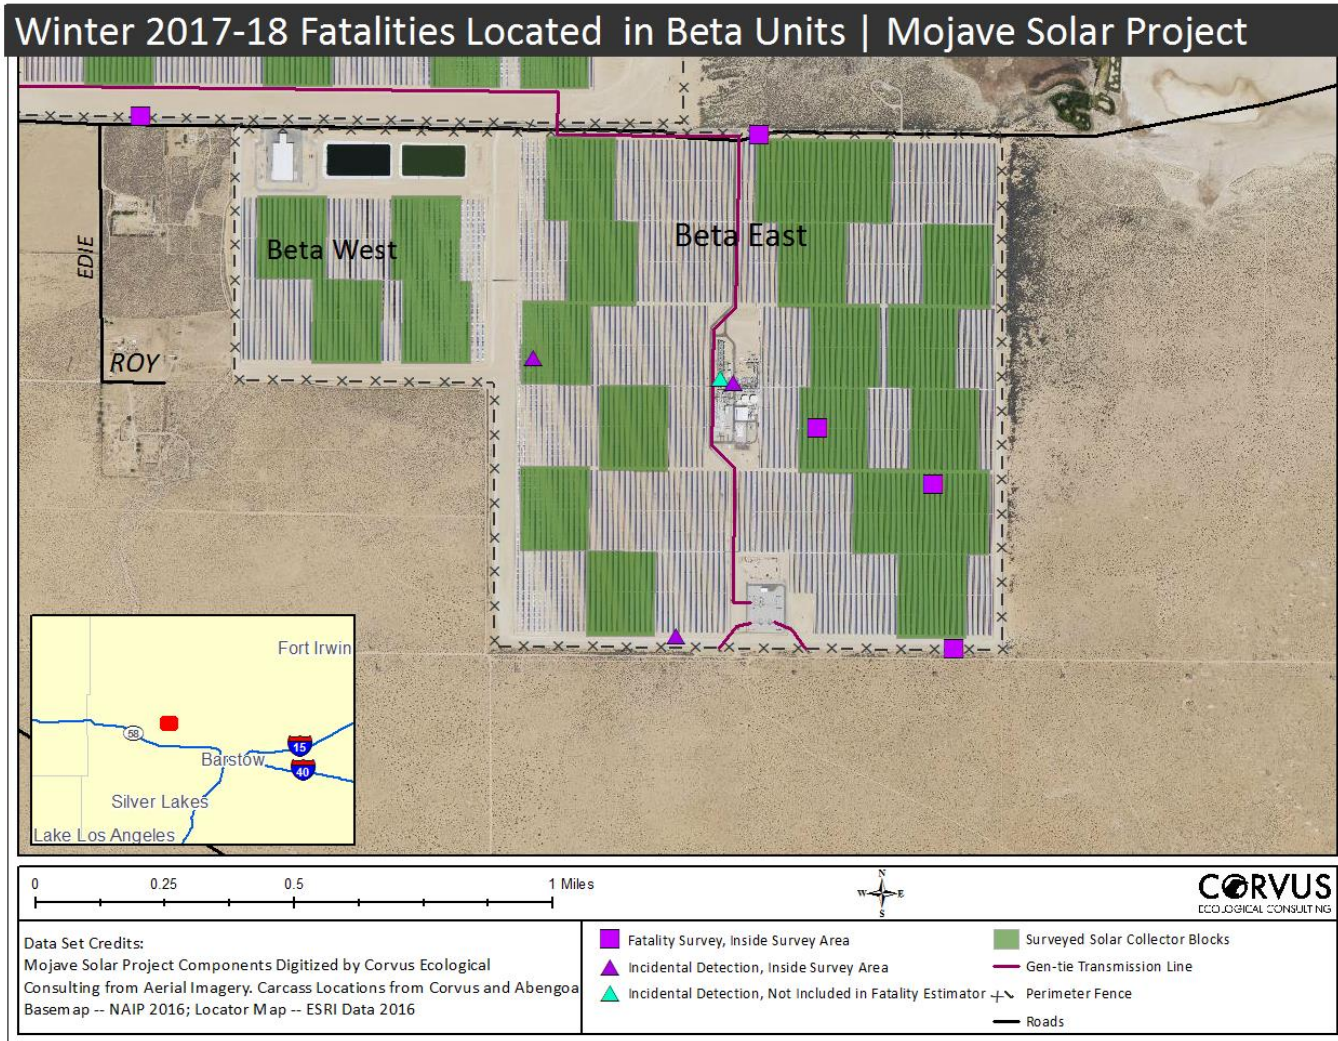 Winter 2017-18 Fatalities Located in Beta Units | Mojave Solar Project
EDIE
ROY
Beta West
Beta East
Fort Irwin
58
15
Barstow
40
Silver Lakes
Lake Los Angeles
0 0.25 0.5 1 Miles
N
W E
S
CORVUS
ECOLOGICAL CONSULTING
Data Set Credits:
Mojave Solar Project Components Digitized by Corvus Ecological
Consulting from Aerial Imagery. Carcass Locations from Corvus and Abengoa
Basemap -- NAIP 2016; Locator Map -- ESRI Data 2016
Fatality Survey, Inside Survey Area
Incidental Detection, Inside Survey Area
Incidental Detection, Not Included in Fatality Estimator
Surveyed Solar Collector Blocks
Gen-tie Transmission Line
Perimeter Fence
Roads